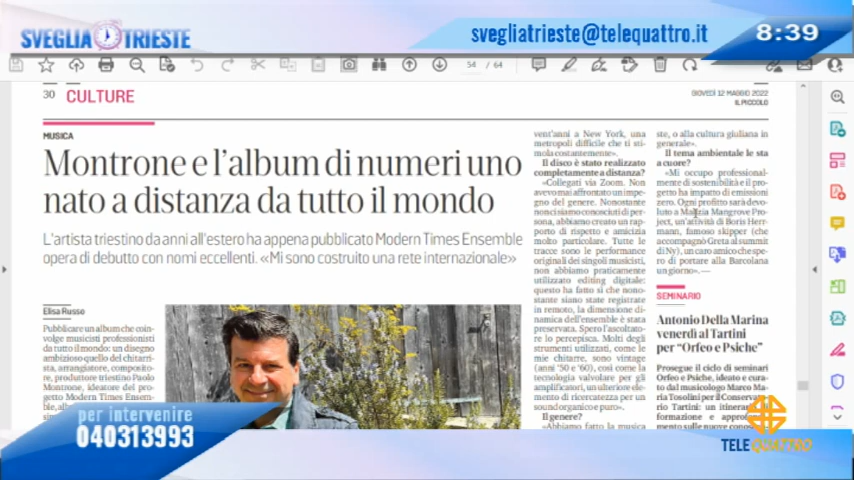 SVEGLIA TRIESTE
svegliatrieste@telequattro.it
8:39
54 / 64
30 CULTURE
GIOVEDÌ 12 MAGGIO 2022
IL PICCOLO
MUSICA
Montrone e l'album di numeri uno
nato a distanza da tutto il mondo
L'artista triestino da anni all'estero ha appena pubblicato Modern Times Ensemble
opera di debutto con nomi eccellenti. «Mi sono costruito una rete internazionale»
Elisa Russo
Pubblicare un album che coin-
volge musicisti professionisti
da tutto il mondo: un disegno
ambizioso quello del chitarri-
sta, arrangiatore, composito-
re, produttore triestino Paolo
Montrone, ideatore del pro-
getto Modern Times Ensem-
vent'anni a New York, una
metropoli difficile che ti sti-
mola costantemente».
Il disco è stato realizzato
completamente a distanza?
«Collegati via Zoom. Non
avevo mai affrontato un impe-
gno del genere. Nonostante
non ci siamo conosciuti di per-
sona, abbiamo creato un rap-
porto di rispetto e amicizia
molto particolare. Tutte le
tracce sono le performance
originali dei singoli musicisti,
non abbiamo praticamente
utilizzato editing digitale:
questo ha fatto sì che nono-
stante siano state registrate
in remoto, la dimensione di-
namica dell'ensemble è stata
preservata. Spero l'ascoltato-
re lo percepisca. Molti degli
strumenti utilizzati, come le
mie chitarre, sono vintage
(anni '50 e '60), così come la
tecnologia valvolare per gli
amplificatori, un ulteriore ele-
mento di ricercatezza per un
sound organico e puro».
Il genere?
«Abbiamo fatto la musica
ste, o alla cultura giuliana in
generale».
Il tema ambientale le sta
a cuore?
«Mi occupo professional-
mente di sostenibilità e il pro-
getto ha impatto di emissioni
zero. Ogni profitto sarà devo-
luto a Malizia Mangrove Pro-
ject, un'attività di Boris Herr-
mann, famoso skipper (che
accompagnò Greta al summit
di Ny), un caro amico che spe-
ro di portare alla Barcolana
un giorno».—
SEMINARIO
Antonio Della Marina
venerdì al Tartini
per "Orfeo e Psiche"
Prosegue il ciclo di seminari
Orfeo e Psiche, ideato e cura-
to dal musicologo Marco Ma-
ria Tosolini per il Conservato-
rio Tartini: un
formazione e
per intervenire
040313993
TELEQUATTRO